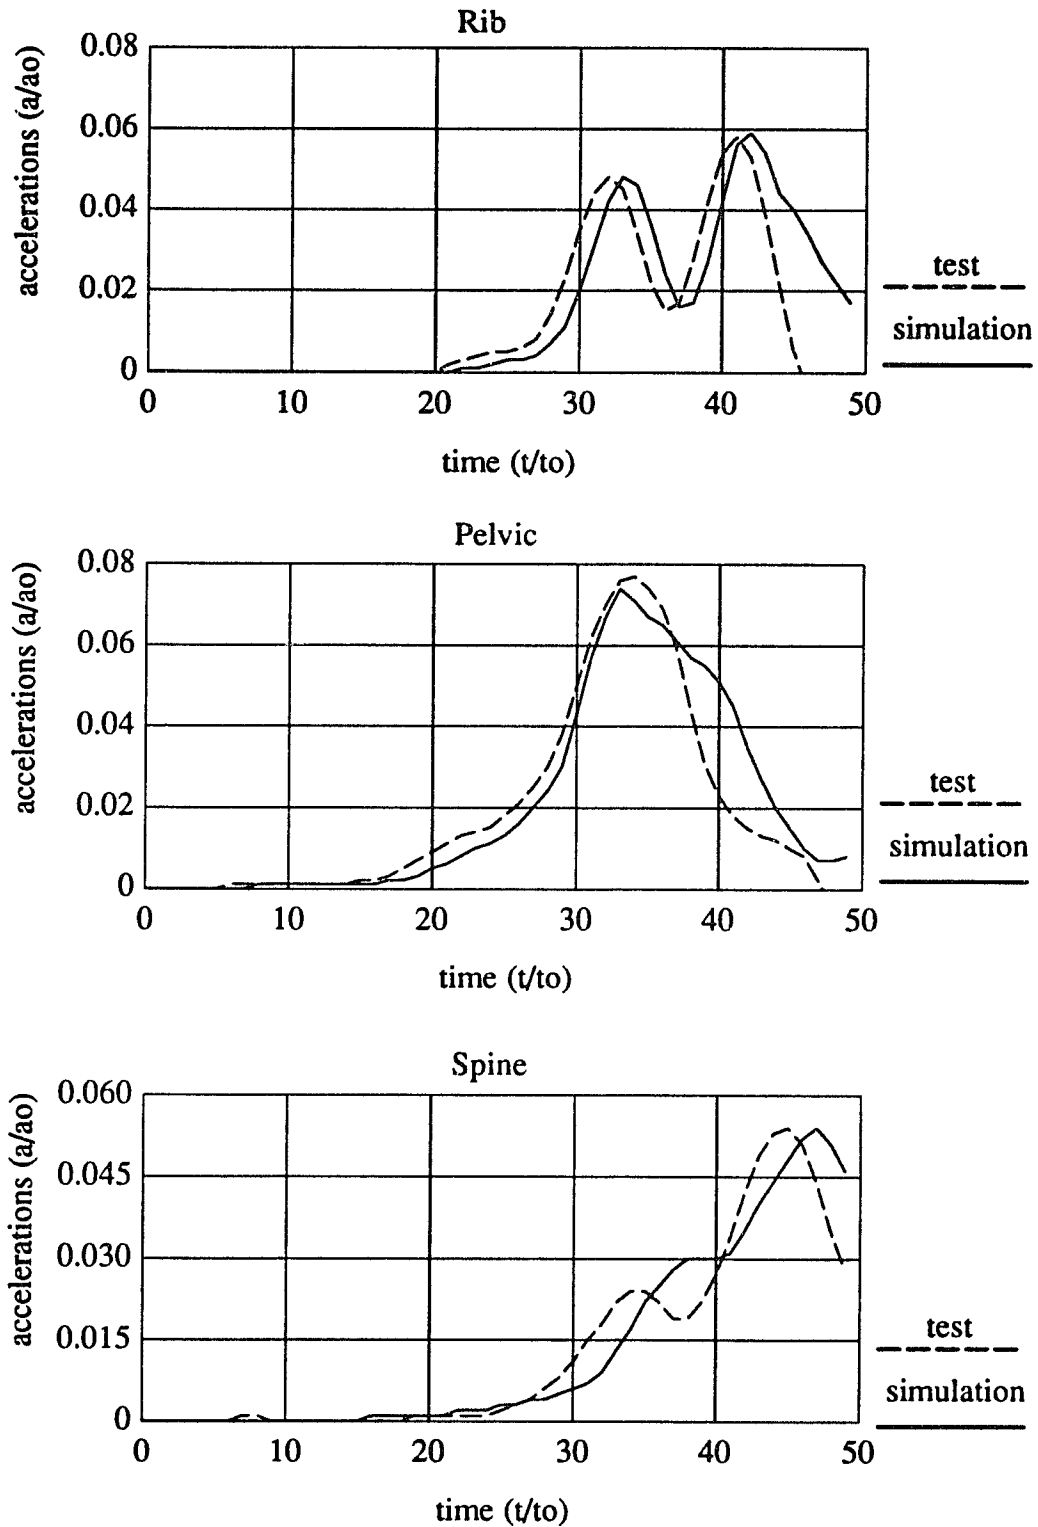 Rib
accelerations (a/ao)
0.08
0.06
0.04
0.02
0
0 10 20 30 40 50
time (t/to)
test
simulation
Pelvic
accelerations (a/ao)
0.08
0.06
0.04
0.02
0
0 10 20 30 40 50
time (t/to)
test
simulation
Spine
accelerations (a/ao)
0.060
0.045
0.030
0.015
0
0 10 20 30 40 50
time (t/to)
test
simulation